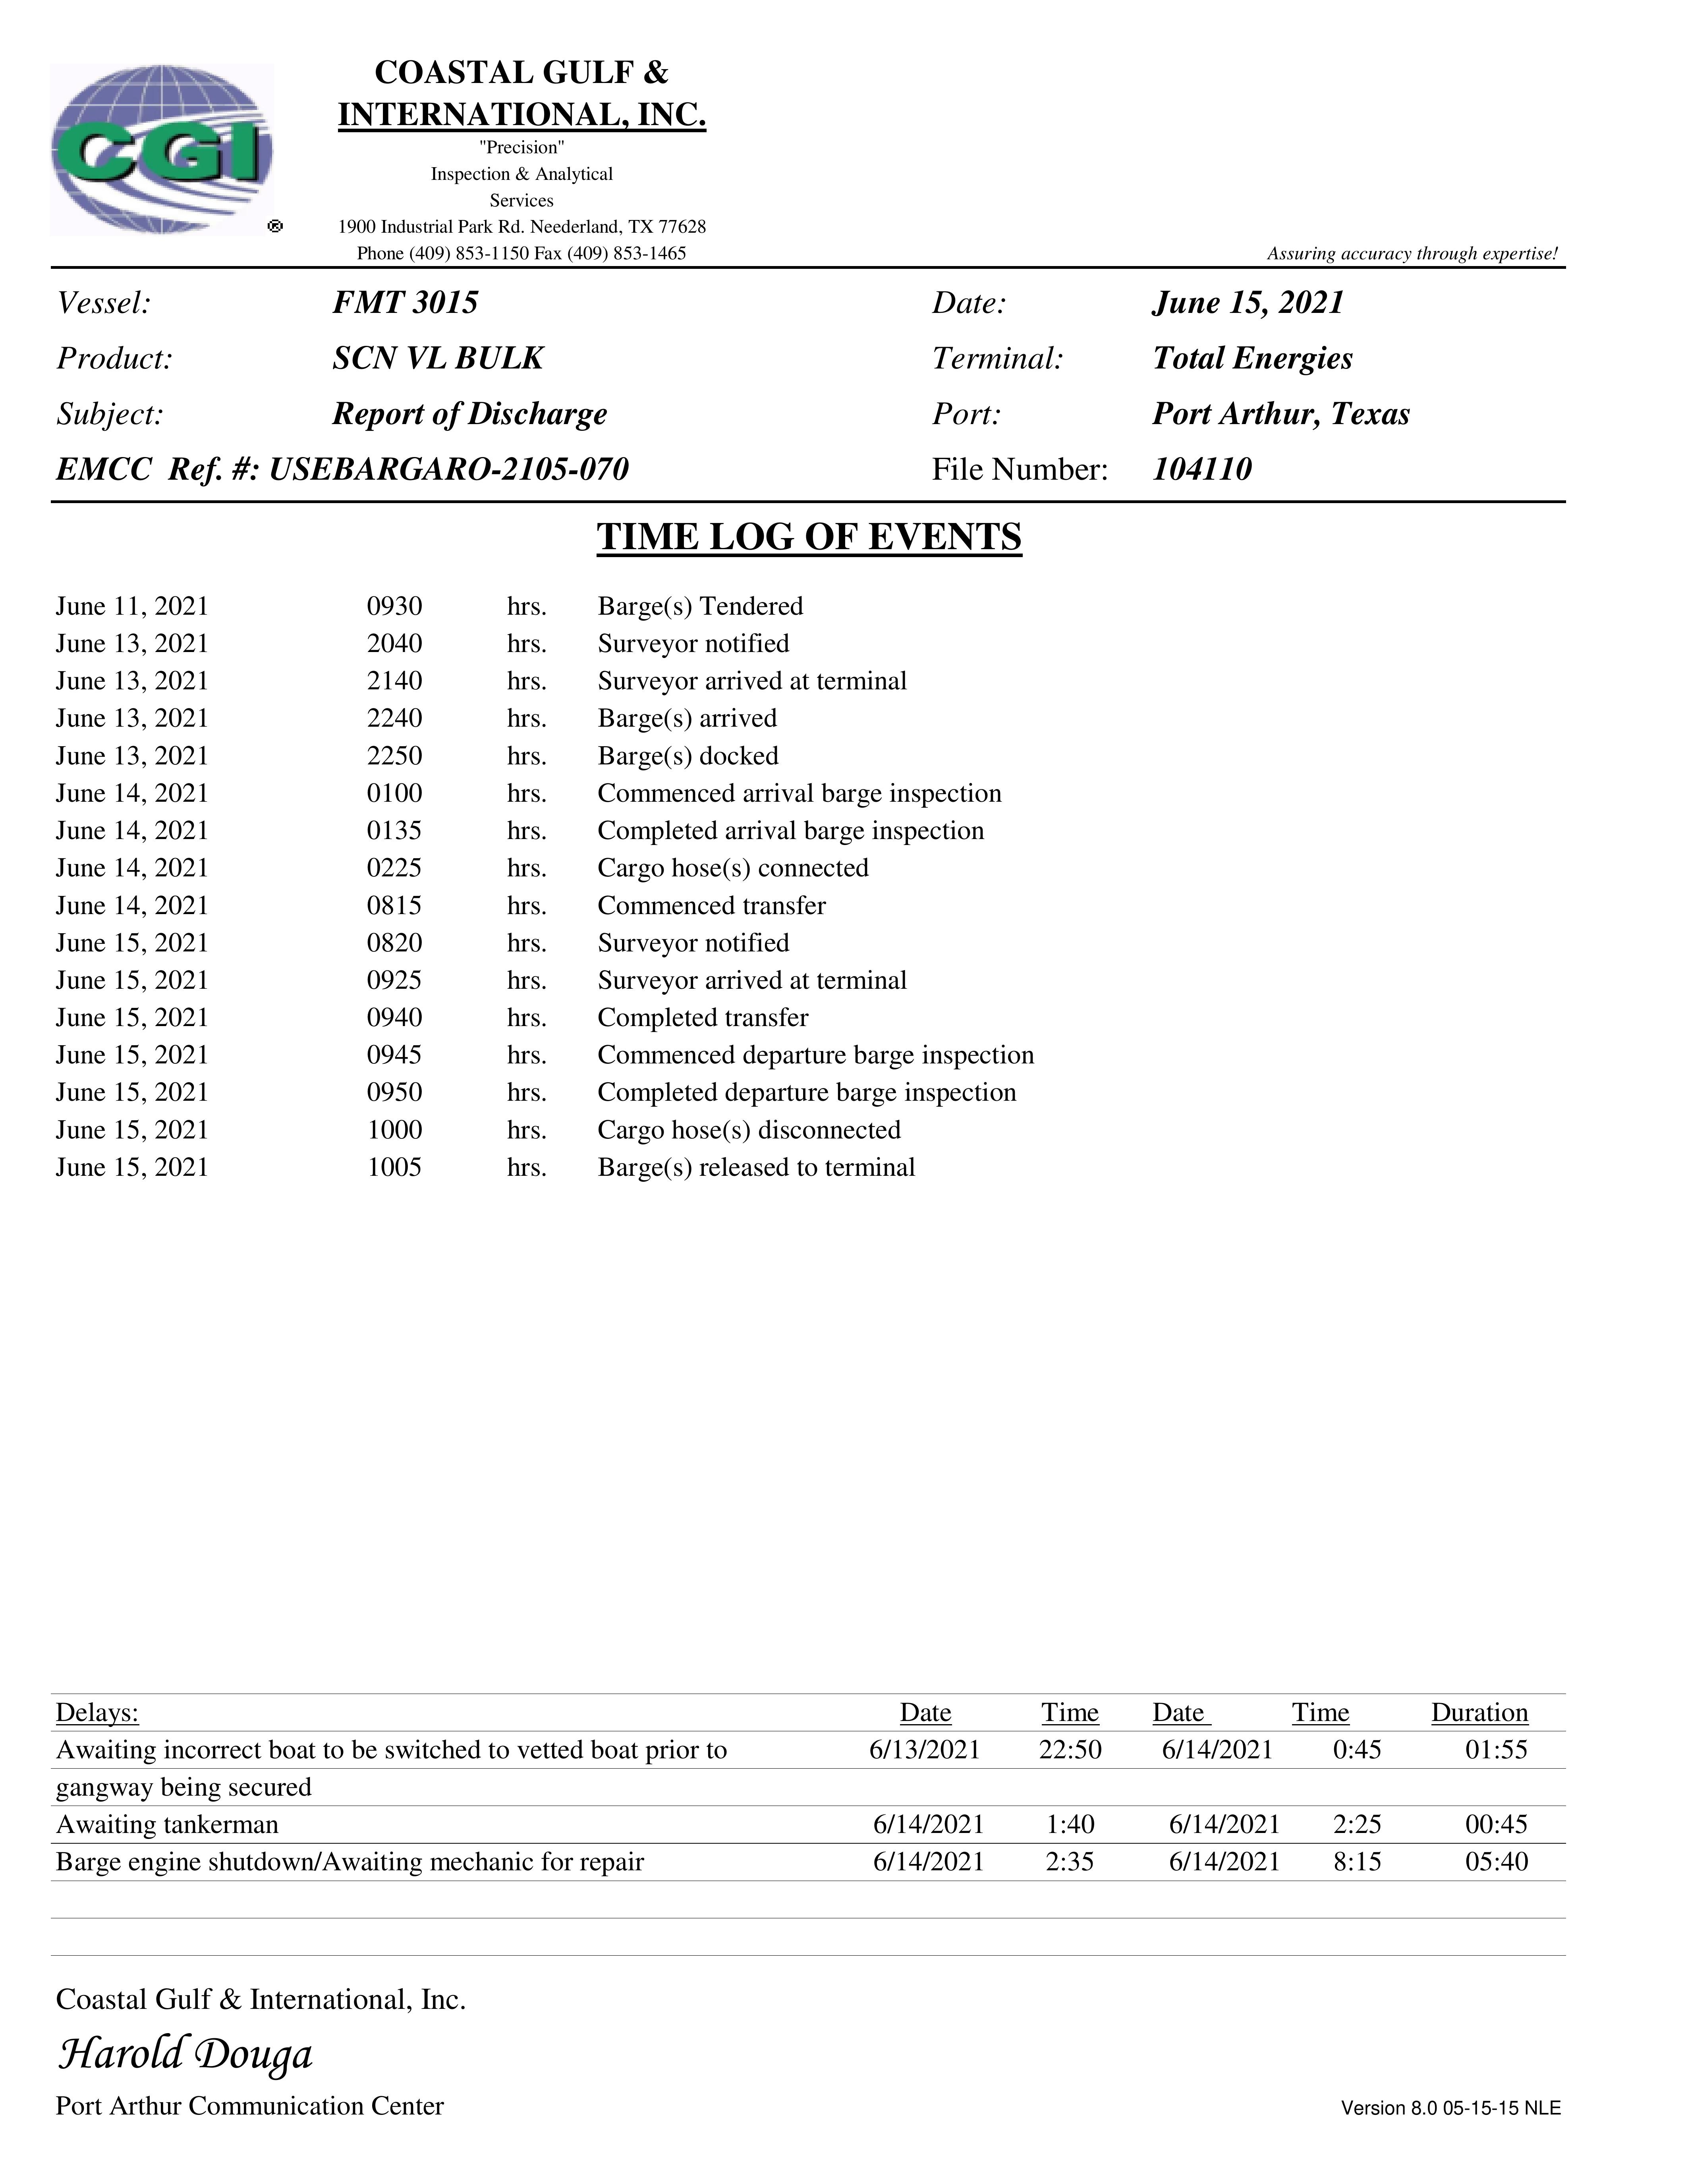 CGI
®
COASTAL GULF &
INTERNATIONAL, INC.
"Precision"
Inspection & Analytical
Services
1900 Industrial Park Rd. Neederland, TX 77628
Phone (409) 853-1150 Fax (409) 853-1465
Assuring accuracy through expertise!
Vessel: FMT 3015 Date: June 15, 2021
Product: SCN VL BULK Terminal: Total Energies
Subject: Report of Discharge Port: Port Arthur, Texas
EMCC Ref. #: USEBARGARO-2105-070 File Number: 104110
TIME LOG OF EVENTS
June 11, 2021 0930 hrs. Barge(s) Tendered
June 13, 2021 2040 hrs. Surveyor notified
June 13, 2021 2140 hrs. Surveyor arrived at terminal
June 13, 2021 2240 hrs. Barge(s) arrived
June 13, 2021 2250 hrs. Barge(s) docked
June 14, 2021 0100 hrs. Commenced arrival barge inspection
June 14, 2021 0135 hrs. Completed arrival barge inspection
June 14, 2021 0225 hrs. Cargo hose(s) connected
June 14, 2021 0815 hrs. Commenced transfer
June 15, 2021 0820 hrs. Surveyor notified
June 15, 2021 0925 hrs. Surveyor arrived at terminal
June 15, 2021 0940 hrs. Completed transfer
June 15, 2021 0945 hrs. Commenced departure barge inspection
June 15, 2021 0950 hrs. Completed departure barge inspection
June 15, 2021 1000 hrs. Cargo hose(s) disconnected
June 15, 2021 1005 hrs. Barge(s) released to terminal
Delays: Date Time Date Time Duration
Awaiting incorrect boat to be switched to vetted boat prior to 6/13/2021 22:50 6/14/2021 0:45 01:55
gangway being secured
Awaiting tankerman 6/14/2021 1:40 6/14/2021 2:25 00:45
Barge engine shutdown/Awaiting mechanic for repair 6/14/2021 2:35 6/14/2021 8:15 05:40
Coastal Gulf & International, Inc.
Harold Douga
Port Arthur Communication Center
Version 8.0 05-15-15 NLE